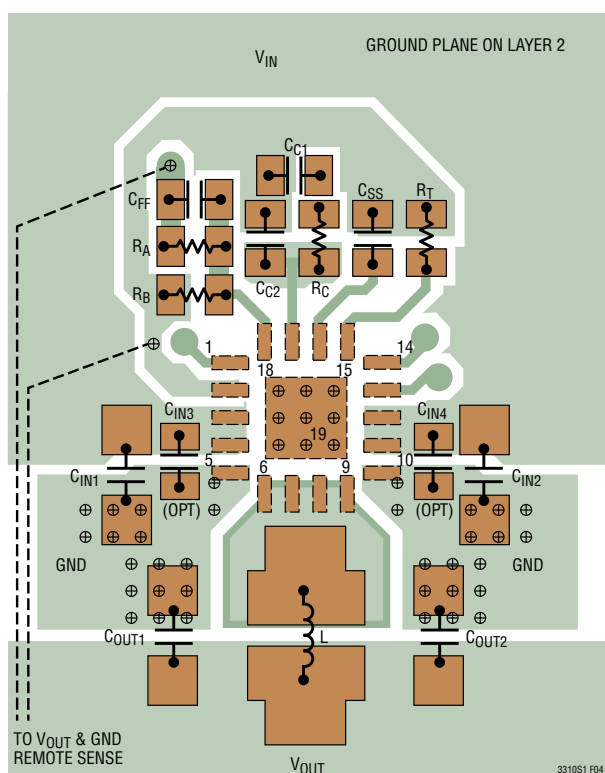 GROUND PLANE ON LAYER 2
VIN
CC1
CFF
CSS
RT
RA
RB
CC2
RC
1
14
18
15
CIN3
19
CIN4
5
6
9
10
CIN1
CIN2
(OPT)
(OPT)
GND
GND
COUT1
L
COUT2
TO VOUT & GND
REMOTE SENSE
VOUT
3310S1 F04